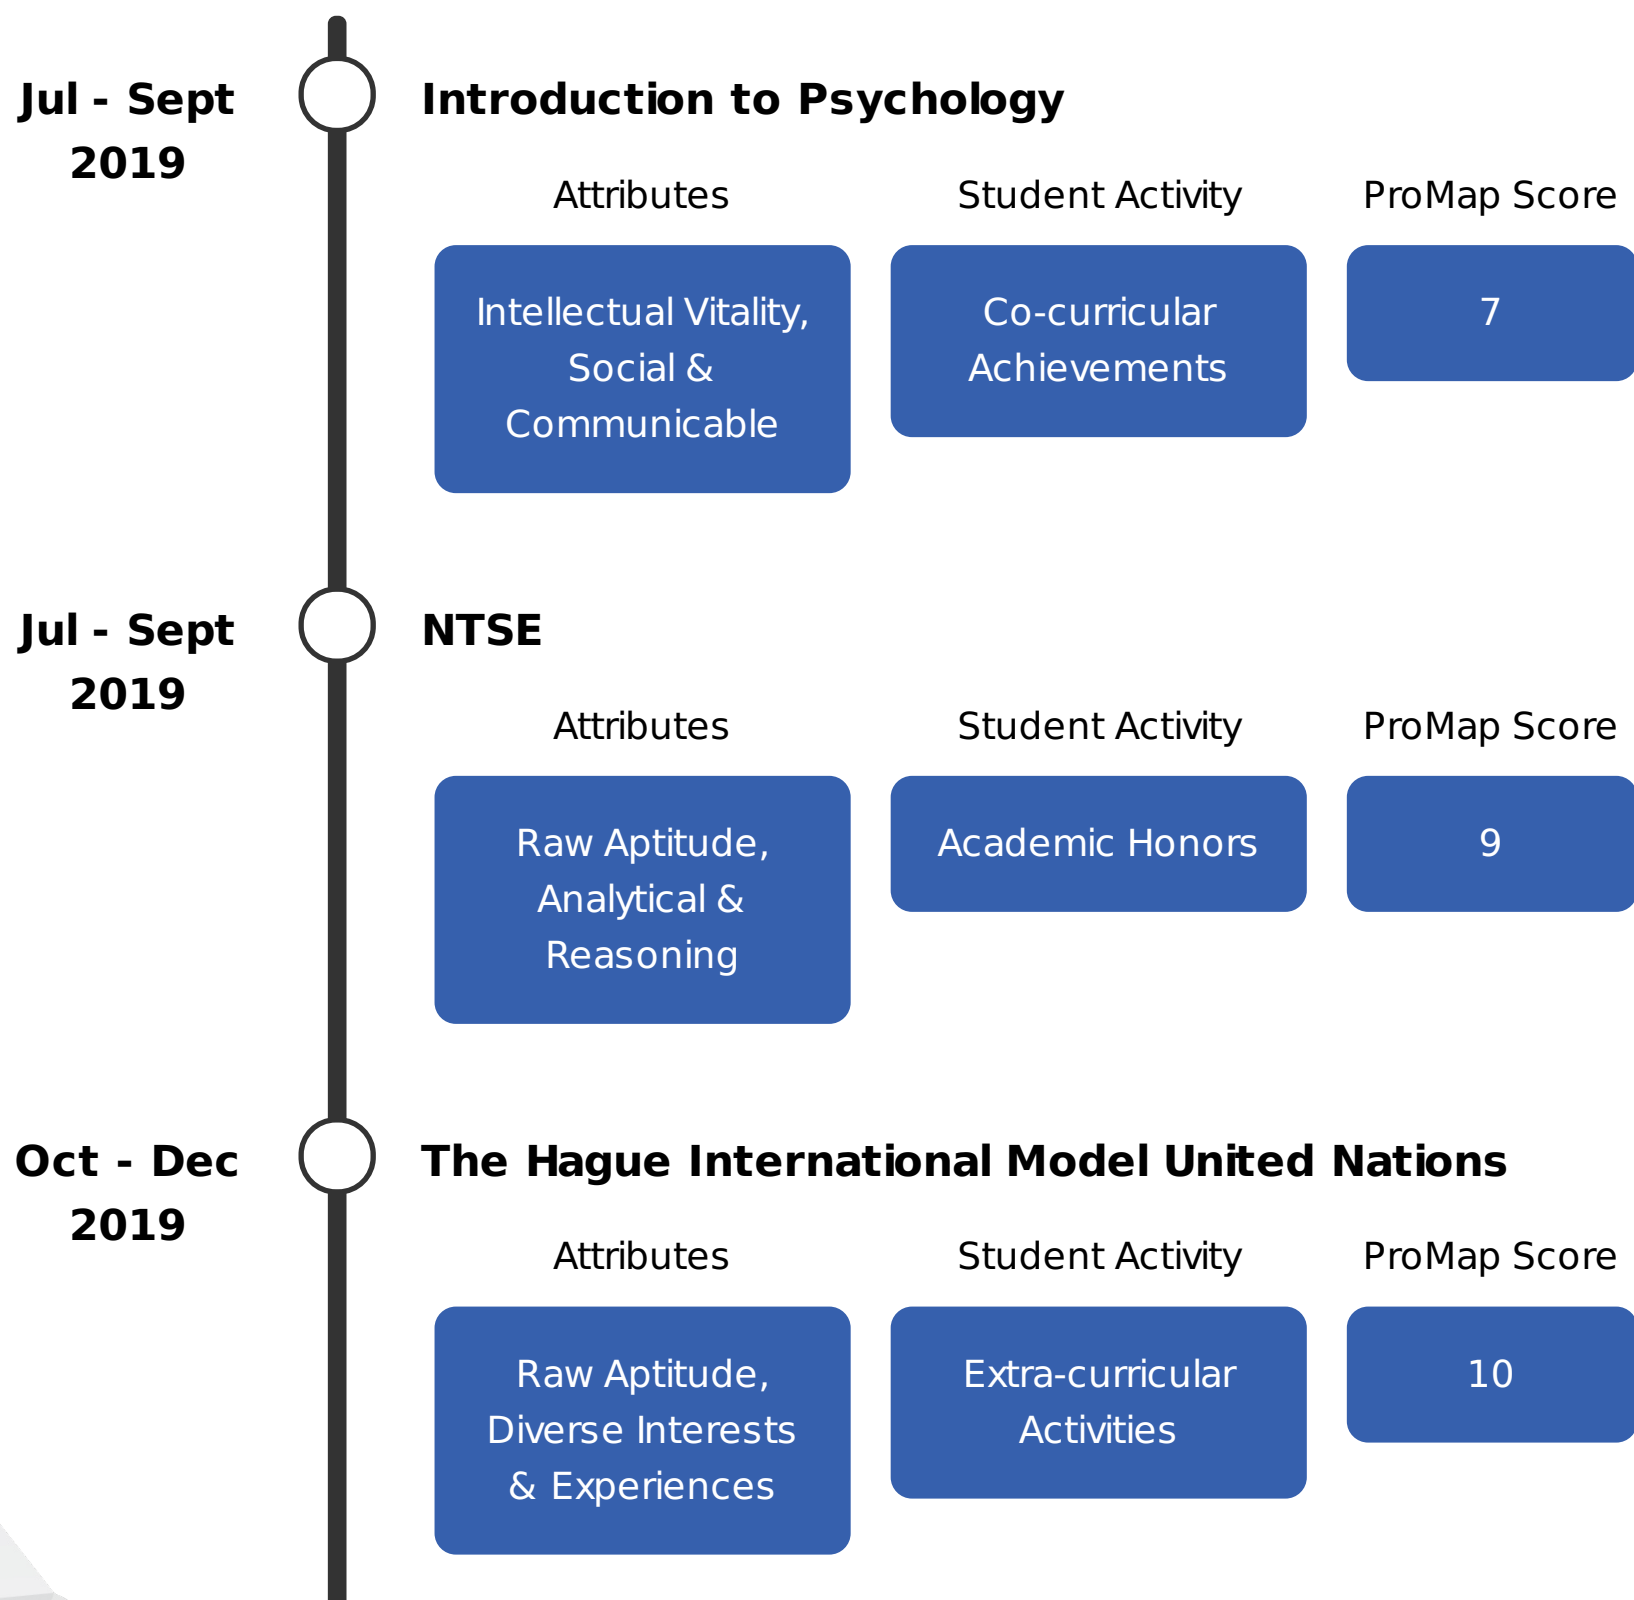 Jul - Sept
2019
Introduction to Psychology
Attributes
Student Activity
ProMap Score
Intellectual Vitality,
Social &
Communicable
Co-curricular
Achievements
7
Jul - Sept
2019
NTSE
Attributes
Student Activity
ProMap Score
Raw Aptitude,
Analytical &
Reasoning
Academic Honors
9
Oct - Dec
2019
The Hague International Model United Nations
Attributes
Student Activity
ProMap Score
Raw Aptitude,
Diverse Interests
& Experiences
Extra-curricular
Activities
10